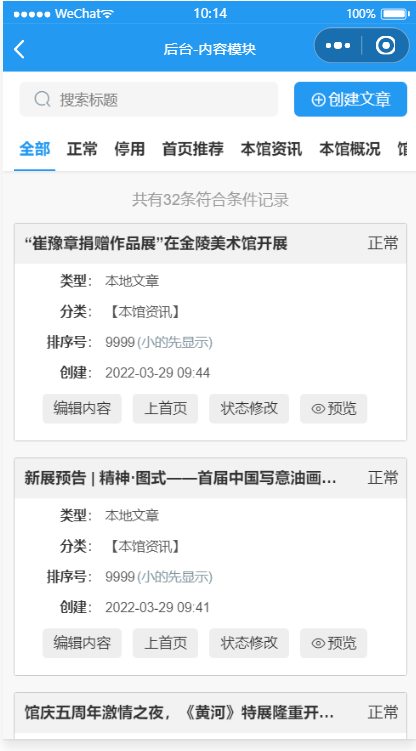 WeChat 10:14 100%
后台-内容模块
搜索标题 创建文章
全部 正常 停用 首页推荐 本馆资讯 本馆概况
共有32条符合条件记录
“崔豫章捐赠作品展”在金陵美术馆开展 正常
类型： 本地文章
分类： 【本馆资讯】
排序号： 9999(小的先显示)
创建： 2022-03-29 09:44
编辑内容 上首页 状态修改 预览
新展预告 | 精神·图式——首届中国写意油画... 正常
类型： 本地文章
分类： 【本馆资讯】
排序号： 9999(小的先显示)
创建： 2022-03-29 09:41
编辑内容 上首页 状态修改 预览
馆庆五周年激情之夜，《黄河》特展隆重开... 正常